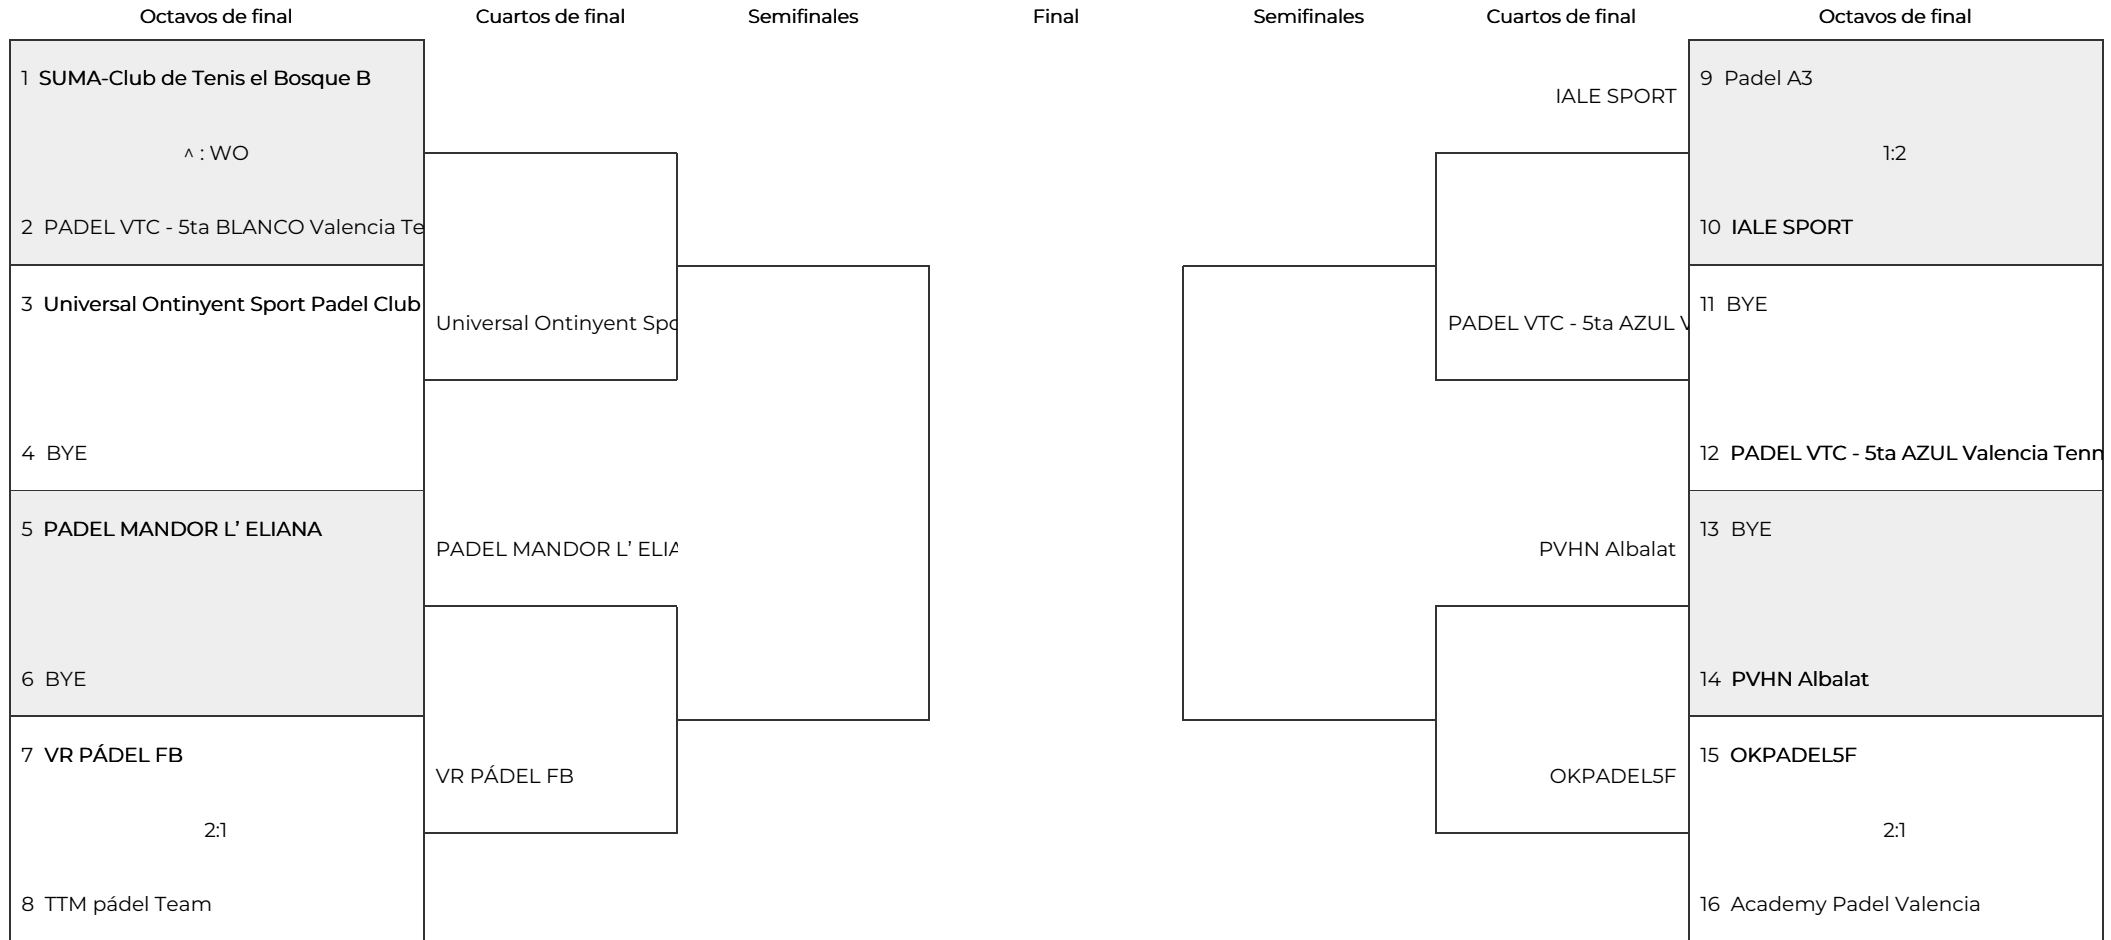 Octavos de final
Cuartos de final
Semifinales
Final
Semifinales
Cuartos de final
Octavos de final
1 SUMA-Club de Tenis el Bosque B
^ : WO
2 PADEL VTC - 5ta BLANCO Valencia Te
3 Universal Ontinyent Sport Padel Club
4 BYE
5 PADEL MANDOR L’ ELIANA
6 BYE
7 VR PÁDEL FB
2:1
8 TTM pádel Team
Universal Ontinyent Spo
PADEL MANDOR L’ ELIA
VR PÁDEL FB
IALE SPORT
PADEL VTC - 5ta AZUL V
PVHN Albalat
OKPADEL5F
9 Padel A3
1:2
10 IALE SPORT
11 BYE
12 PADEL VTC - 5ta AZUL Valencia Tenn
13 BYE
14 PVHN Albalat
15 OKPADEL5F
2:1
16 Academy Padel Valencia